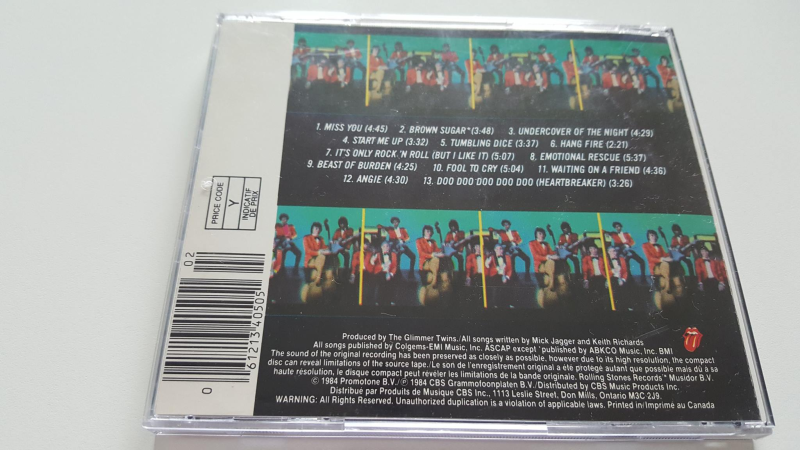 1. MISS YOU (4:45) 2. BROWN SUGAR* (3:48) 3. UNDERCOVER OF THE NIGHT (4:29)
4. START ME UP (3:32) 5. TUMBLING DICE (3:37) 6. HANG FIRE (2:21)
7. IT'S ONLY ROCK 'N ROLL (BUT I LIKE IT) (5:07) 8. EMOTIONAL RESCUE (5:37)
9. BEAST OF BURDEN (4:25) 10. FOOL TO CRY (5:04) 11. WAITING ON A FRIEND (4:36)
12. ANGIE (4:30) 13. DOO DOO DOO DOO DOO (HEARTBREAKER) (3:26)
PRICE CODE
Y
INDICATIF
DE PRIX
02
0 61213 40505
Produced by The Glimmer Twins./All songs written by Mick Jagger and Keith Richards
All songs published by Colgems-EMI Music, Inc. ASCAP except *published by ABKCO Music, Inc. BMI
The sound of the original recording has been preserved as closely as possible, however due to its high resolution, the compact
disc can reveal limitations of the source tape./Le son de l'enregistrement original a été protégé autant que possible mais dû à sa
haute résolution, le disque compact peut réveler les limitations de la bande originale. Rolling Stones Records™ Musidor B.V.
© 1984 Promotone B.V./℗ 1984 CBS Grammofoonplaten B.V./Distributed by CBS Music Products Inc.
Distribué par Produits de Musique CBS Inc., 1113 Leslie Street, Don Mills, Ontario M3C 2J9.
WARNING: All Rights Reserved. Unauthorized duplication is a violation of applicable laws. Printed in/Imprimé au Canada